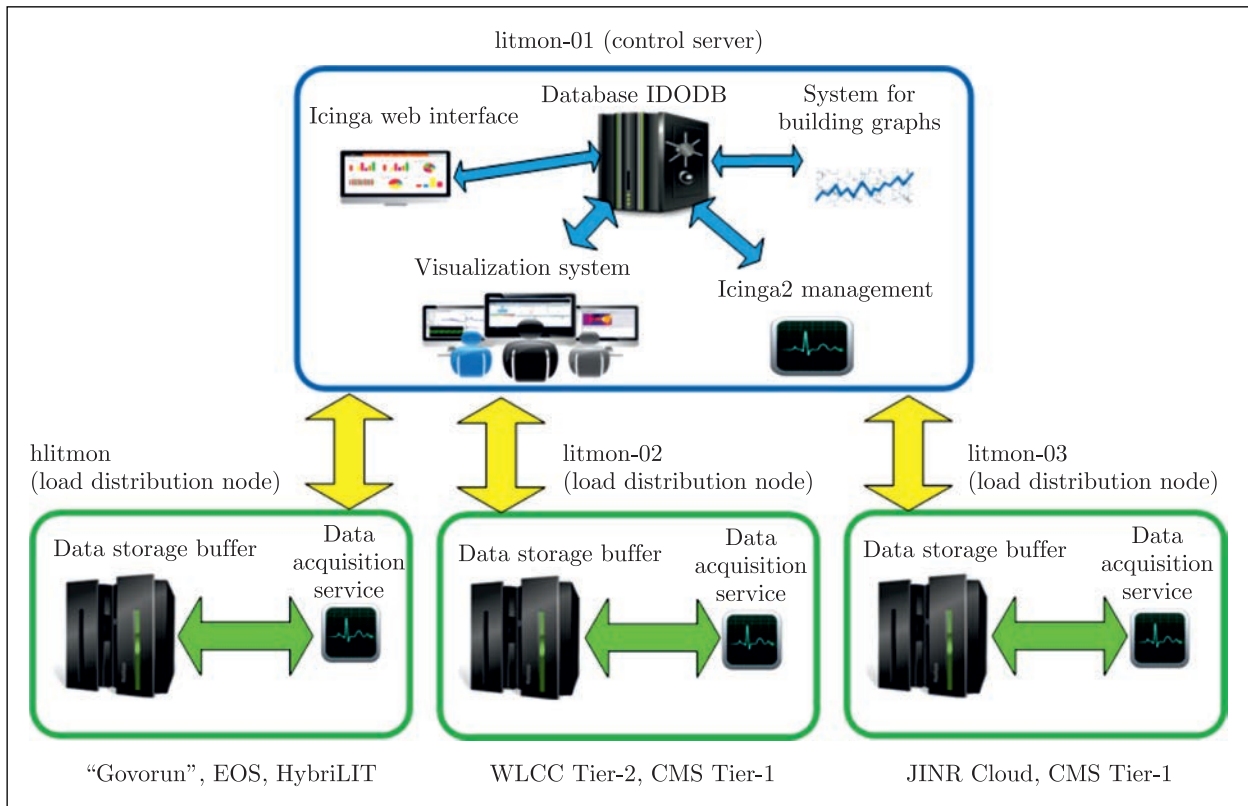 litmon-01 (control server)
Database IDODB
System for
building graphs
Icinga web interface
Visualization system
Icinga2 management
hlitmon
(load distribution node)
litmon-02
(load distribution node)
litmon-03
(load distribution node)
Data storage buffer
Data
acquisition
service
Data storage buffer
Data
acquisition
service
Data storage buffer
Data
acquisition
service
“Govorun”, EOS, HybriLIT
WLCC Tier-2, CMS Tier-1
JINR Cloud, CMS Tier-1